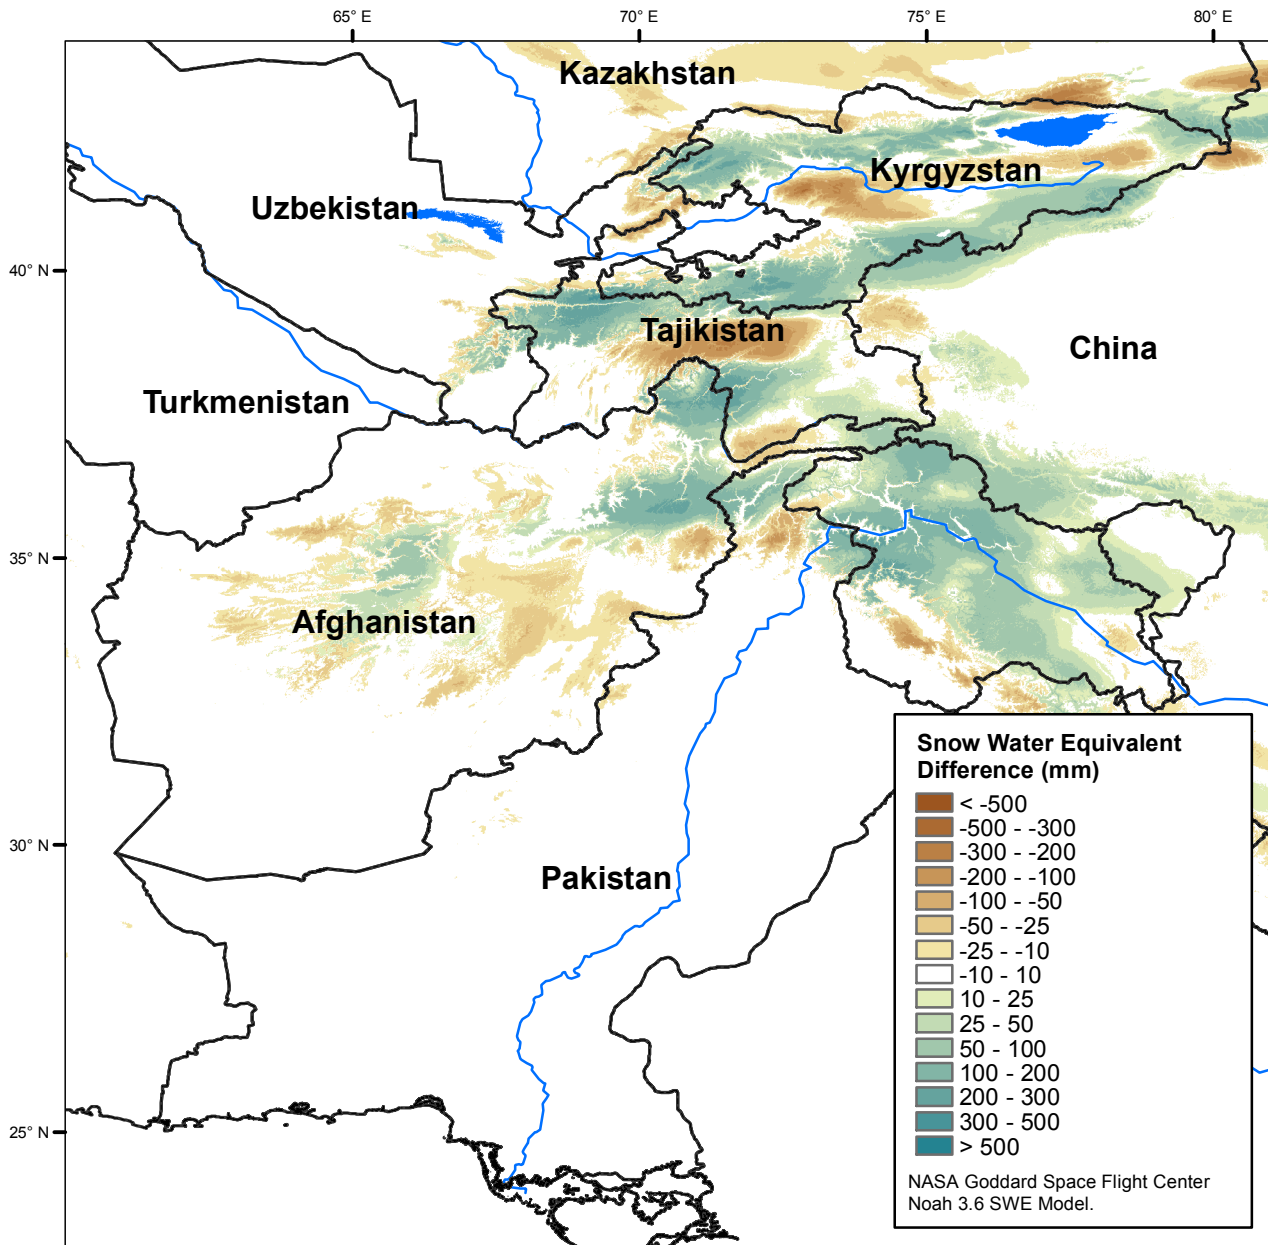 65° E
70° E
75° E
80° E
Kazakhstan
Kyrgyzstan
Uzbekistan
40° N
Tajikistan
China
Turkmenistan
35° N
Afghanistan
Snow Water Equivalent
Difference (mm)
< -500
-500 - -300
-300 - -200
-200 - -100
-100 - -50
-50 - -25
-25 - -10
-10 - 10
10 - 25
25 - 50
50 - 100
100 - 200
200 - 300
300 - 500
> 500
NASA Goddard Space Flight Center
Noah 3.6 SWE Model.
30° N
Pakistan
25° N